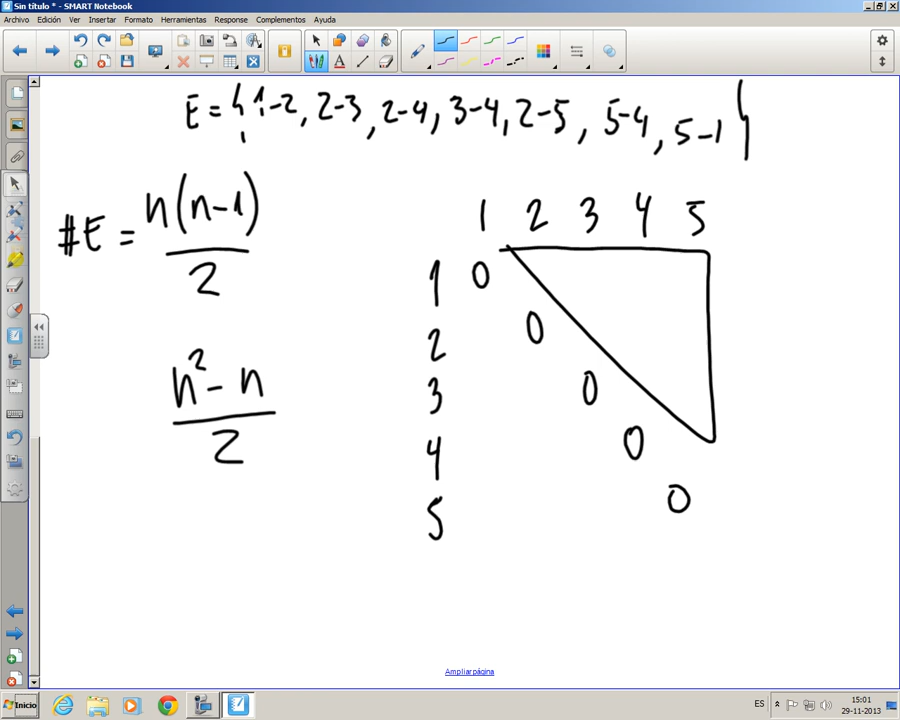 Sin título * - SMART Notebook
Archivo Edición Ver Insertar Formato Herramientas Response Complementos Ayuda
E = { 1-2, 2-3, 2-4, 3-4, 2-5, 5-4, 5-1 }
#E = n(n-1)
2
n² - n
2
1 2 3 4 5
1 0
2 0
3 0
4 0
5 0
Ampliar página
Inicio
ES
15:01
29-11-2013